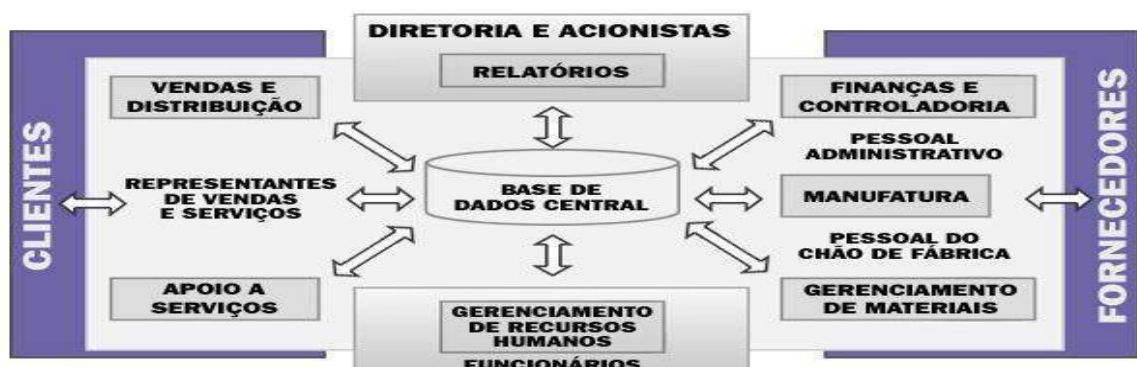 DIRETORIA E ACIONISTAS
RELATÓRIOS
CLIENTES
VENDAS E
DISTRIBUIÇÃO
REPRESENTANTES
DE VENDAS
E SERVIÇOS
APOIO A
SERVIÇOS
BASE DE
DADOS CENTRAL
GERENCIAMENTO
DE RECURSOS
HUMANOS
FUNCIONÁRIOS
FINANÇAS E
CONTROLADORIA
PESSOAL
ADMINISTRATIVO
MANUFATURA
PESSOAL DO
CHÃO DE FÁBRICA
GERENCIAMENTO
DE MATERIAIS
FORNECEDORES